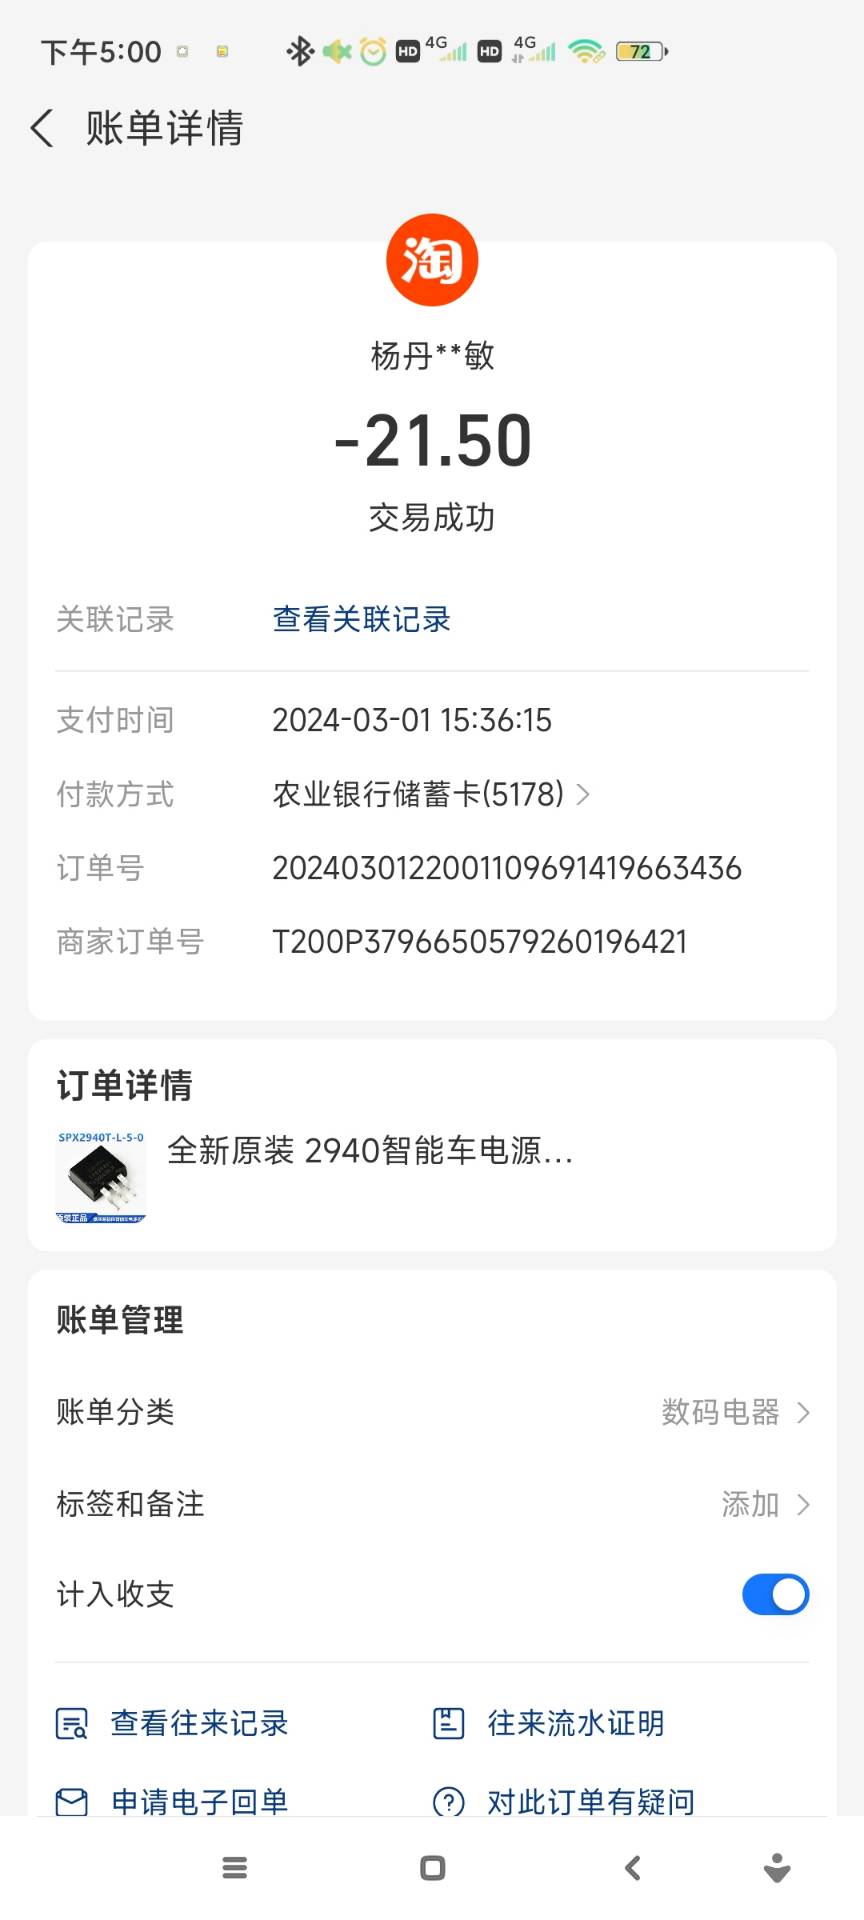 下午5:00
HD 4G HD 4G 72
账单详情
淘
杨丹**敏
-21.50
交易成功
关联记录 查看关联记录
支付时间 2024-03-01 15:36:15
付款方式 农业银行储蓄卡(5178)
订单号 2024030122001109691419663436
商家订单号 T200P3796650579260196421
订单详情
SPX2940T-L-5-0
全新原装 2940智能车电源...
原装正品
账单管理
账单分类 数码电器
标签和备注 添加
计入收支
查看往来记录 往来流水证明
申请电子回单 对此订单有疑问